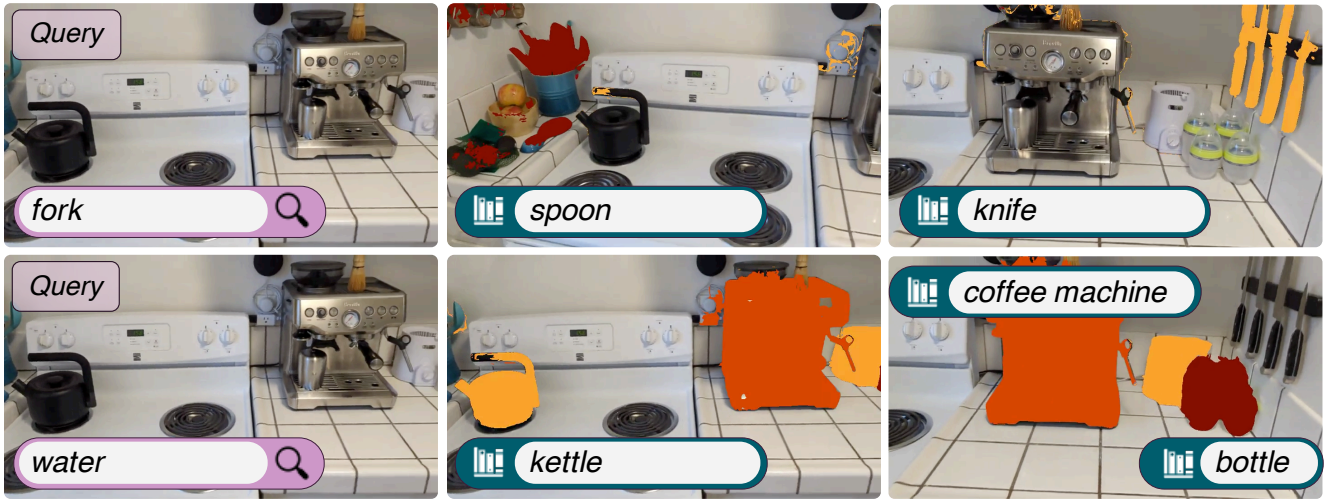 Query
fork
spoon
knife
Query
water
kettle
coffee machine
bottle